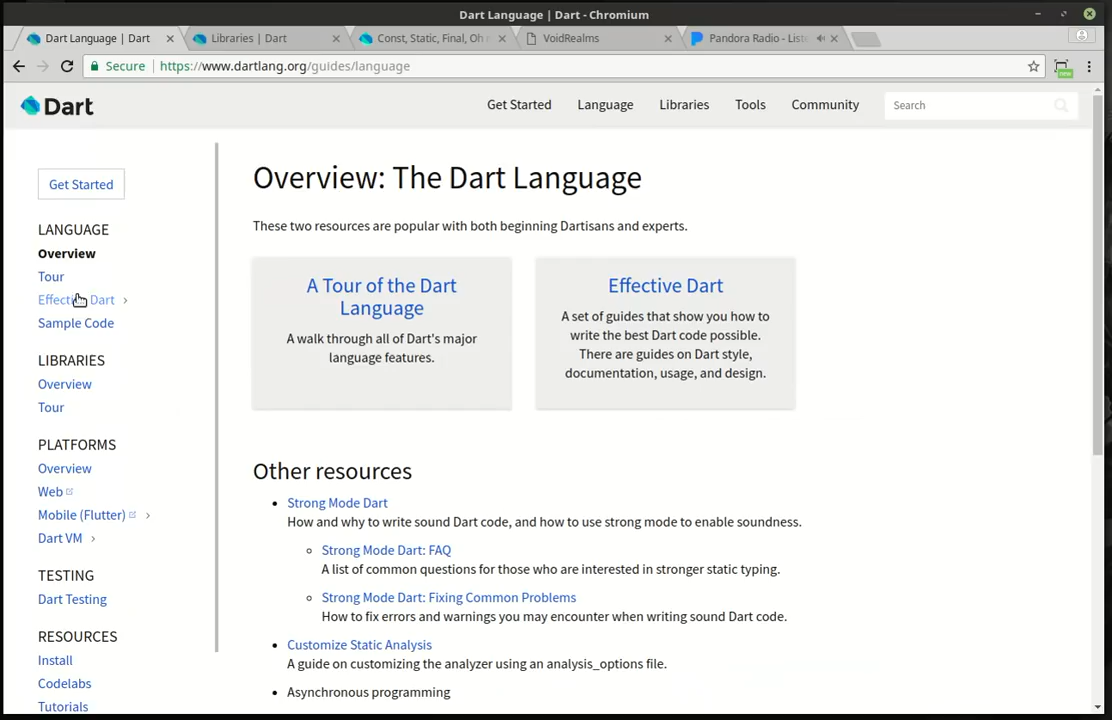 Dart Language | Dart - Chromium
Dart Language | Dart
Libraries | Dart
Const, Static, Final, Oh
VoidRealms
Pandora Radio - Liste
Secure
https://www.dartlang.org/guides/language
new
Dart
Get Started
Language
Libraries
Tools
Community
Search
Get Started
LANGUAGE
Overview
Tour
Effective Dart
Sample Code
LIBRARIES
Overview
Tour
PLATFORMS
Overview
Web
Mobile (Flutter)
Dart VM
TESTING
Dart Testing
RESOURCES
Install
Codelabs
Tutorials
Overview: The Dart Language
These two resources are popular with both beginning Dartisans and experts.
A Tour of the Dart
Language
A walk through all of Dart's major
language features.
Effective Dart
A set of guides that show you how to
write the best Dart code possible.
There are guides on Dart style,
documentation, usage, and design.
Other resources
Strong Mode Dart
How and why to write sound Dart code, and how to use strong mode to enable soundness.
Strong Mode Dart: FAQ
A list of common questions for those who are interested in stronger static typing.
Strong Mode Dart: Fixing Common Problems
How to fix errors and warnings you may encounter when writing sound Dart code.
Customize Static Analysis
A guide on customizing the analyzer using an analysis_options file.
Asynchronous programming